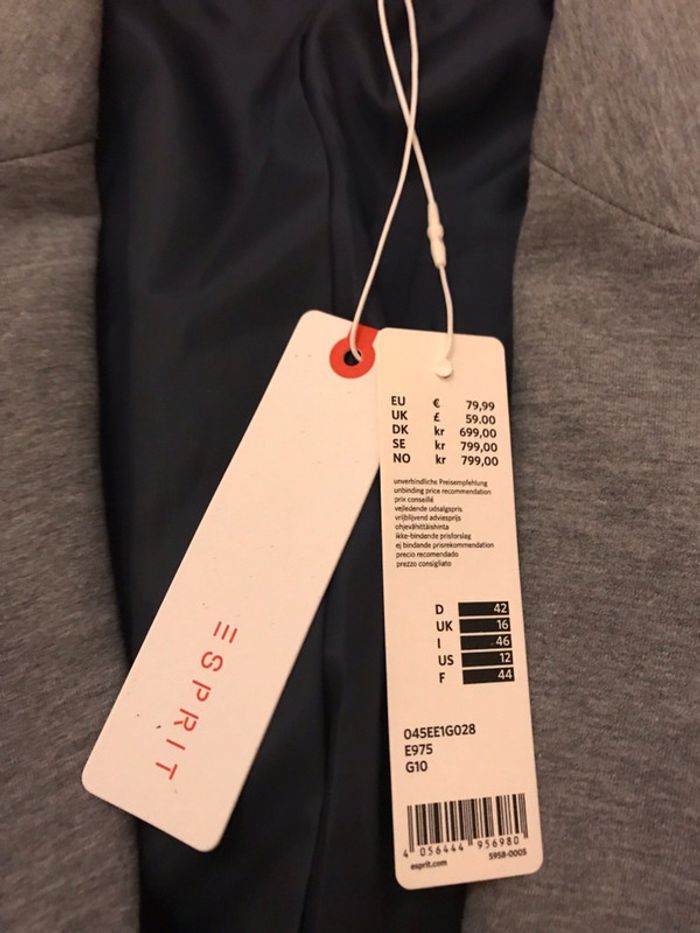 ESPRIT
EU € 79,99
UK £ 59.00
DK kr 699,00
SE kr 799,00
NO kr 799,00
unverbindliche Preisempfehlung
unbinding price recommendation
prix conseillé
vejledende udsalgspris
vrijblijvend adviesprijs
ohjevähittäishinta
ikke-bindende prisforslag
ej bindande prisrekommendation
precio recomendado
prezzo consigliato
D 42
UK 16
I 46
US 12
F 44
045EE1G028
E975
G10
4 056444 956980
esprit.com 5958-0005